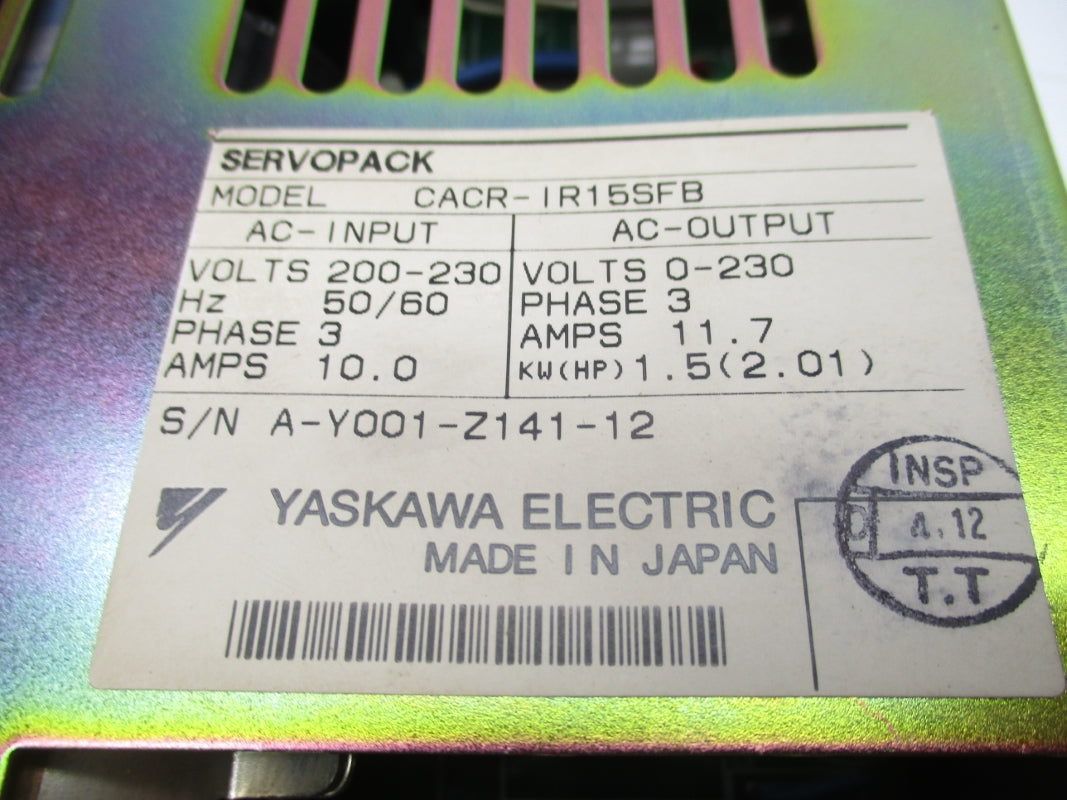 SERVOPACK
MODEL CACR-IR15SFB
AC-INPUT AC-OUTPUT
VOLTS 200-230 VOLTS 0-230
Hz 50/60 PHASE 3
PHASE 3 AMPS 11.7
AMPS 10.0 KW(HP) 1.5(2.01)
S/N A-Y001-Z141-12
YASKAWA ELECTRIC
MADE IN JAPAN
INSP
4.12
T.T